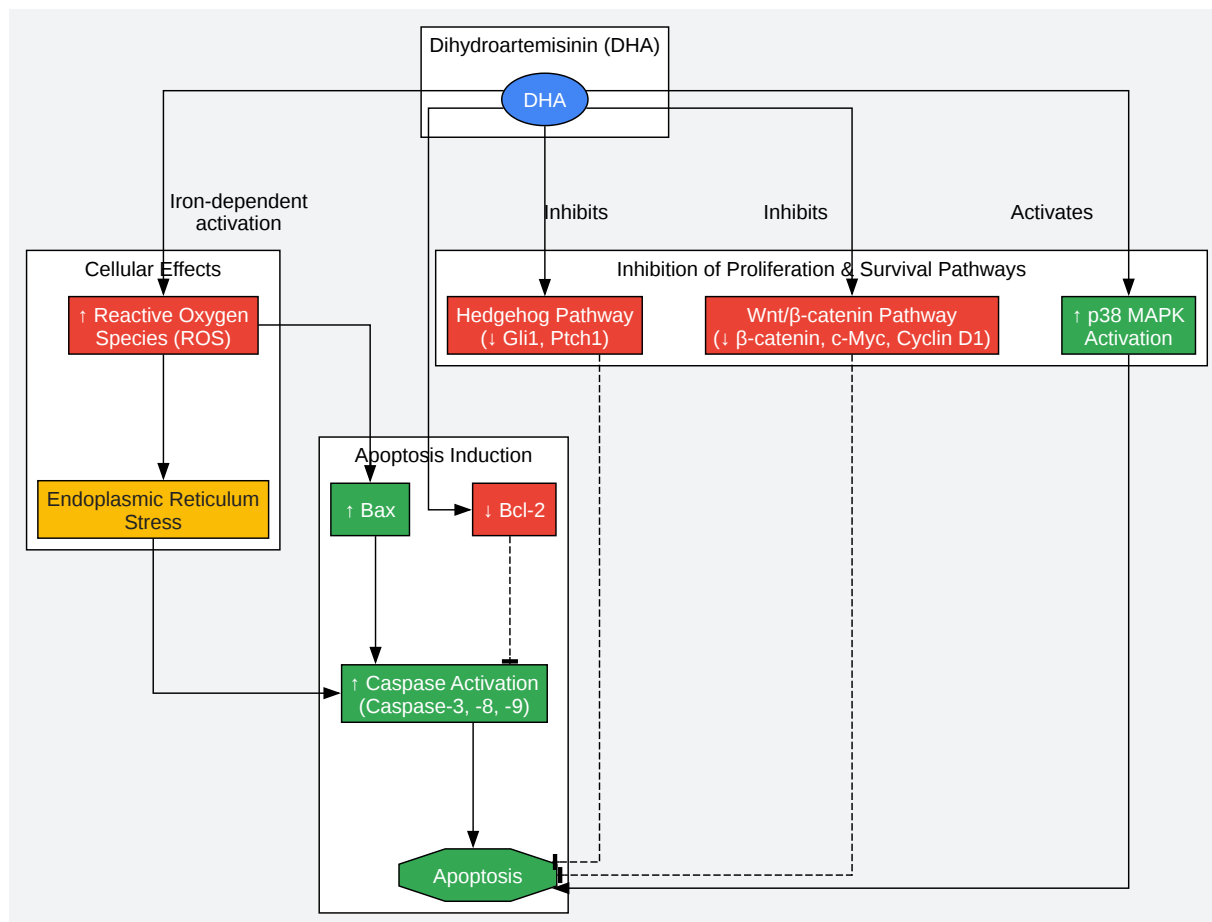 Dihydroartemisinin (DHA)
DHA
Iron-dependent
activation
Inhibits
Inhibits
Activates
Cellular Effects
↑ Reactive Oxygen
Species (ROS)
Endoplasmic Reticulum
Stress
Inhibition of Proliferation & Survival Pathways
Hedgehog Pathway
(↓ Gli1, Ptch1)
Wnt/β-catenin Pathway
(↓ β-catenin, c-Myc, Cyclin D1)
↑ p38 MAPK
Activation
Apoptosis Induction
↑ Bax
↓ Bcl-2
↑ Caspase Activation
(Caspase-3, -8, -9)
Apoptosis